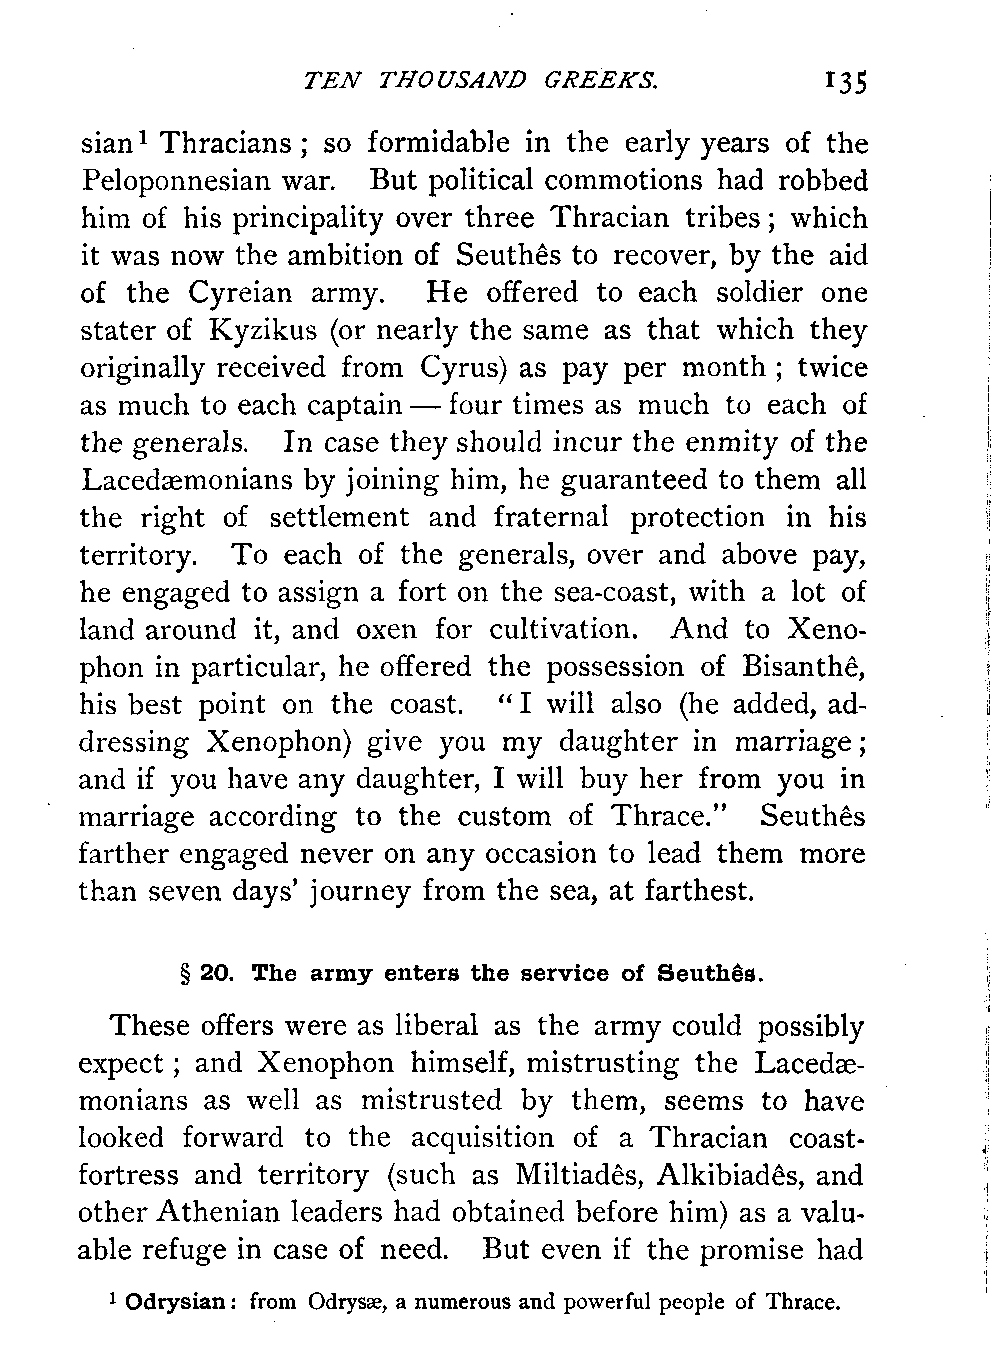 TEN THOUSAND GREEKS. 135
sian¹ Thracians ; so formidable in the early years of the
Peloponnesian war. But political commotions had robbed
him of his principality over three Thracian tribes ; which
it was now the ambition of Seuthês to recover, by the aid
of the Cyreian army. He offered to each soldier one
stater of Kyzikus (or nearly the same as that which they
originally received from Cyrus) as pay per month ; twice
as much to each captain — four times as much to each of
the generals. In case they should incur the enmity of the
Lacedæmonians by joining him, he guaranteed to them all
the right of settlement and fraternal protection in his
territory. To each of the generals, over and above pay,
he engaged to assign a fort on the sea-coast, with a lot of
land around it, and oxen for cultivation. And to Xeno-
phon in particular, he offered the possession of Bisanthê,
his best point on the coast. “I will also (he added, ad-
dressing Xenophon) give you my daughter in marriage ;
and if you have any daughter, I will buy her from you in
marriage according to the custom of Thrace.” Seuthês
farther engaged never on any occasion to lead them more
than seven days’ journey from the sea, at farthest.
§ 20. The army enters the service of Seuthês.
These offers were as liberal as the army could possibly
expect ; and Xenophon himself, mistrusting the Lacedæ-
monians as well as mistrusted by them, seems to have
looked forward to the acquisition of a Thracian coast-
fortress and territory (such as Miltiadês, Alkibiadês, and
other Athenian leaders had obtained before him) as a valu-
able refuge in case of need. But even if the promise had
¹ Odrysian : from Odrysæ, a numerous and powerful people of Thrace.